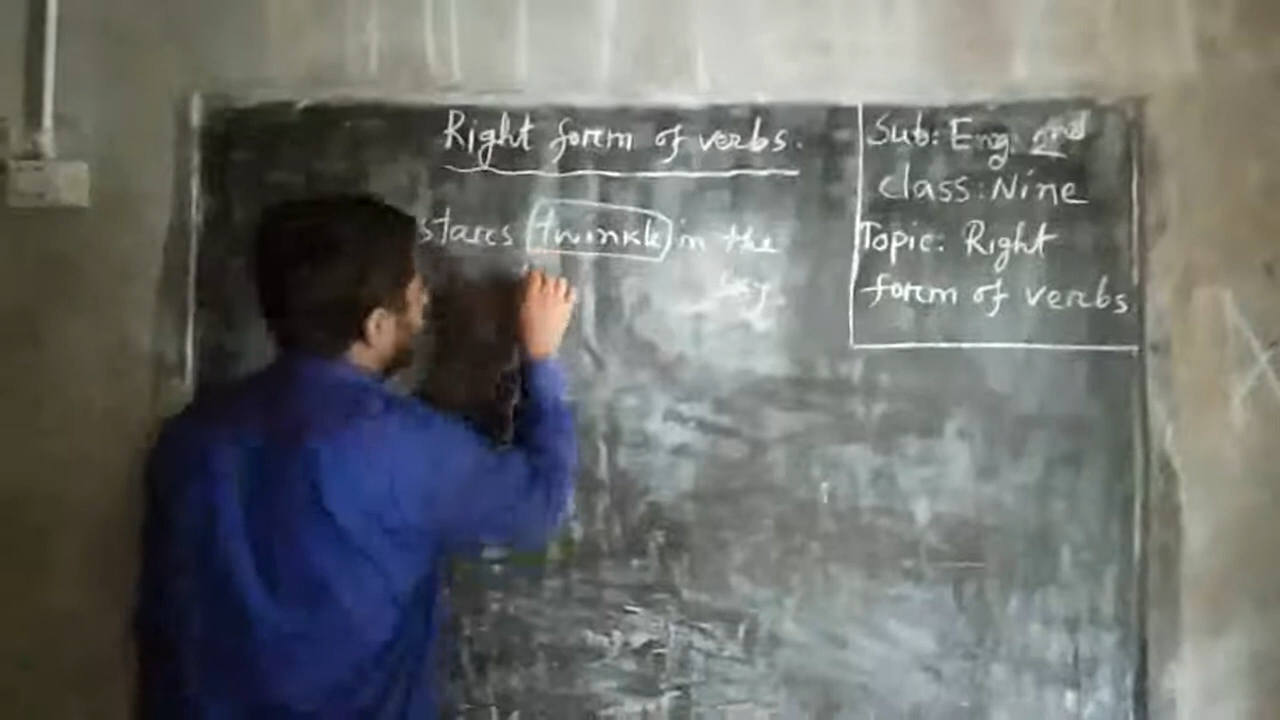 Right form of verbs.
stars twinkle in the
sky.
Sub: Eng. 2nd
class: Nine
Topic: Right
form of verbs.